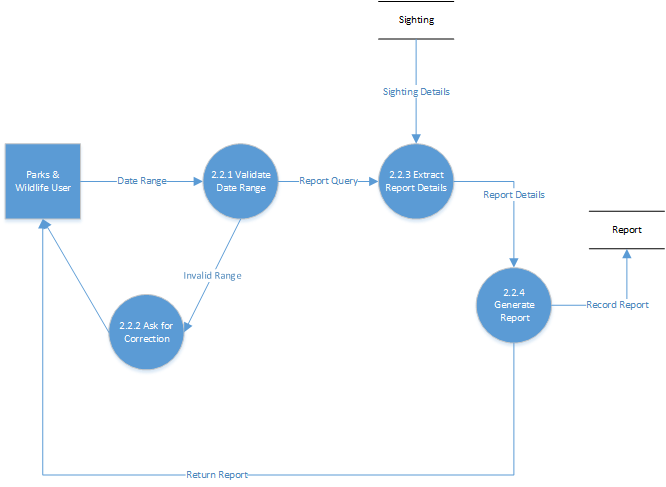 Sighting
Sighting Details
Parks &
Wildlife User
Date Range
2.2.1 Validate
Date Range
Report Query
2.2.3 Extract
Report Details
Report Details
Report
Invalid Range
2.2.4
Generate
Report
Record Report
2.2.2 Ask for
Correction
Return Report